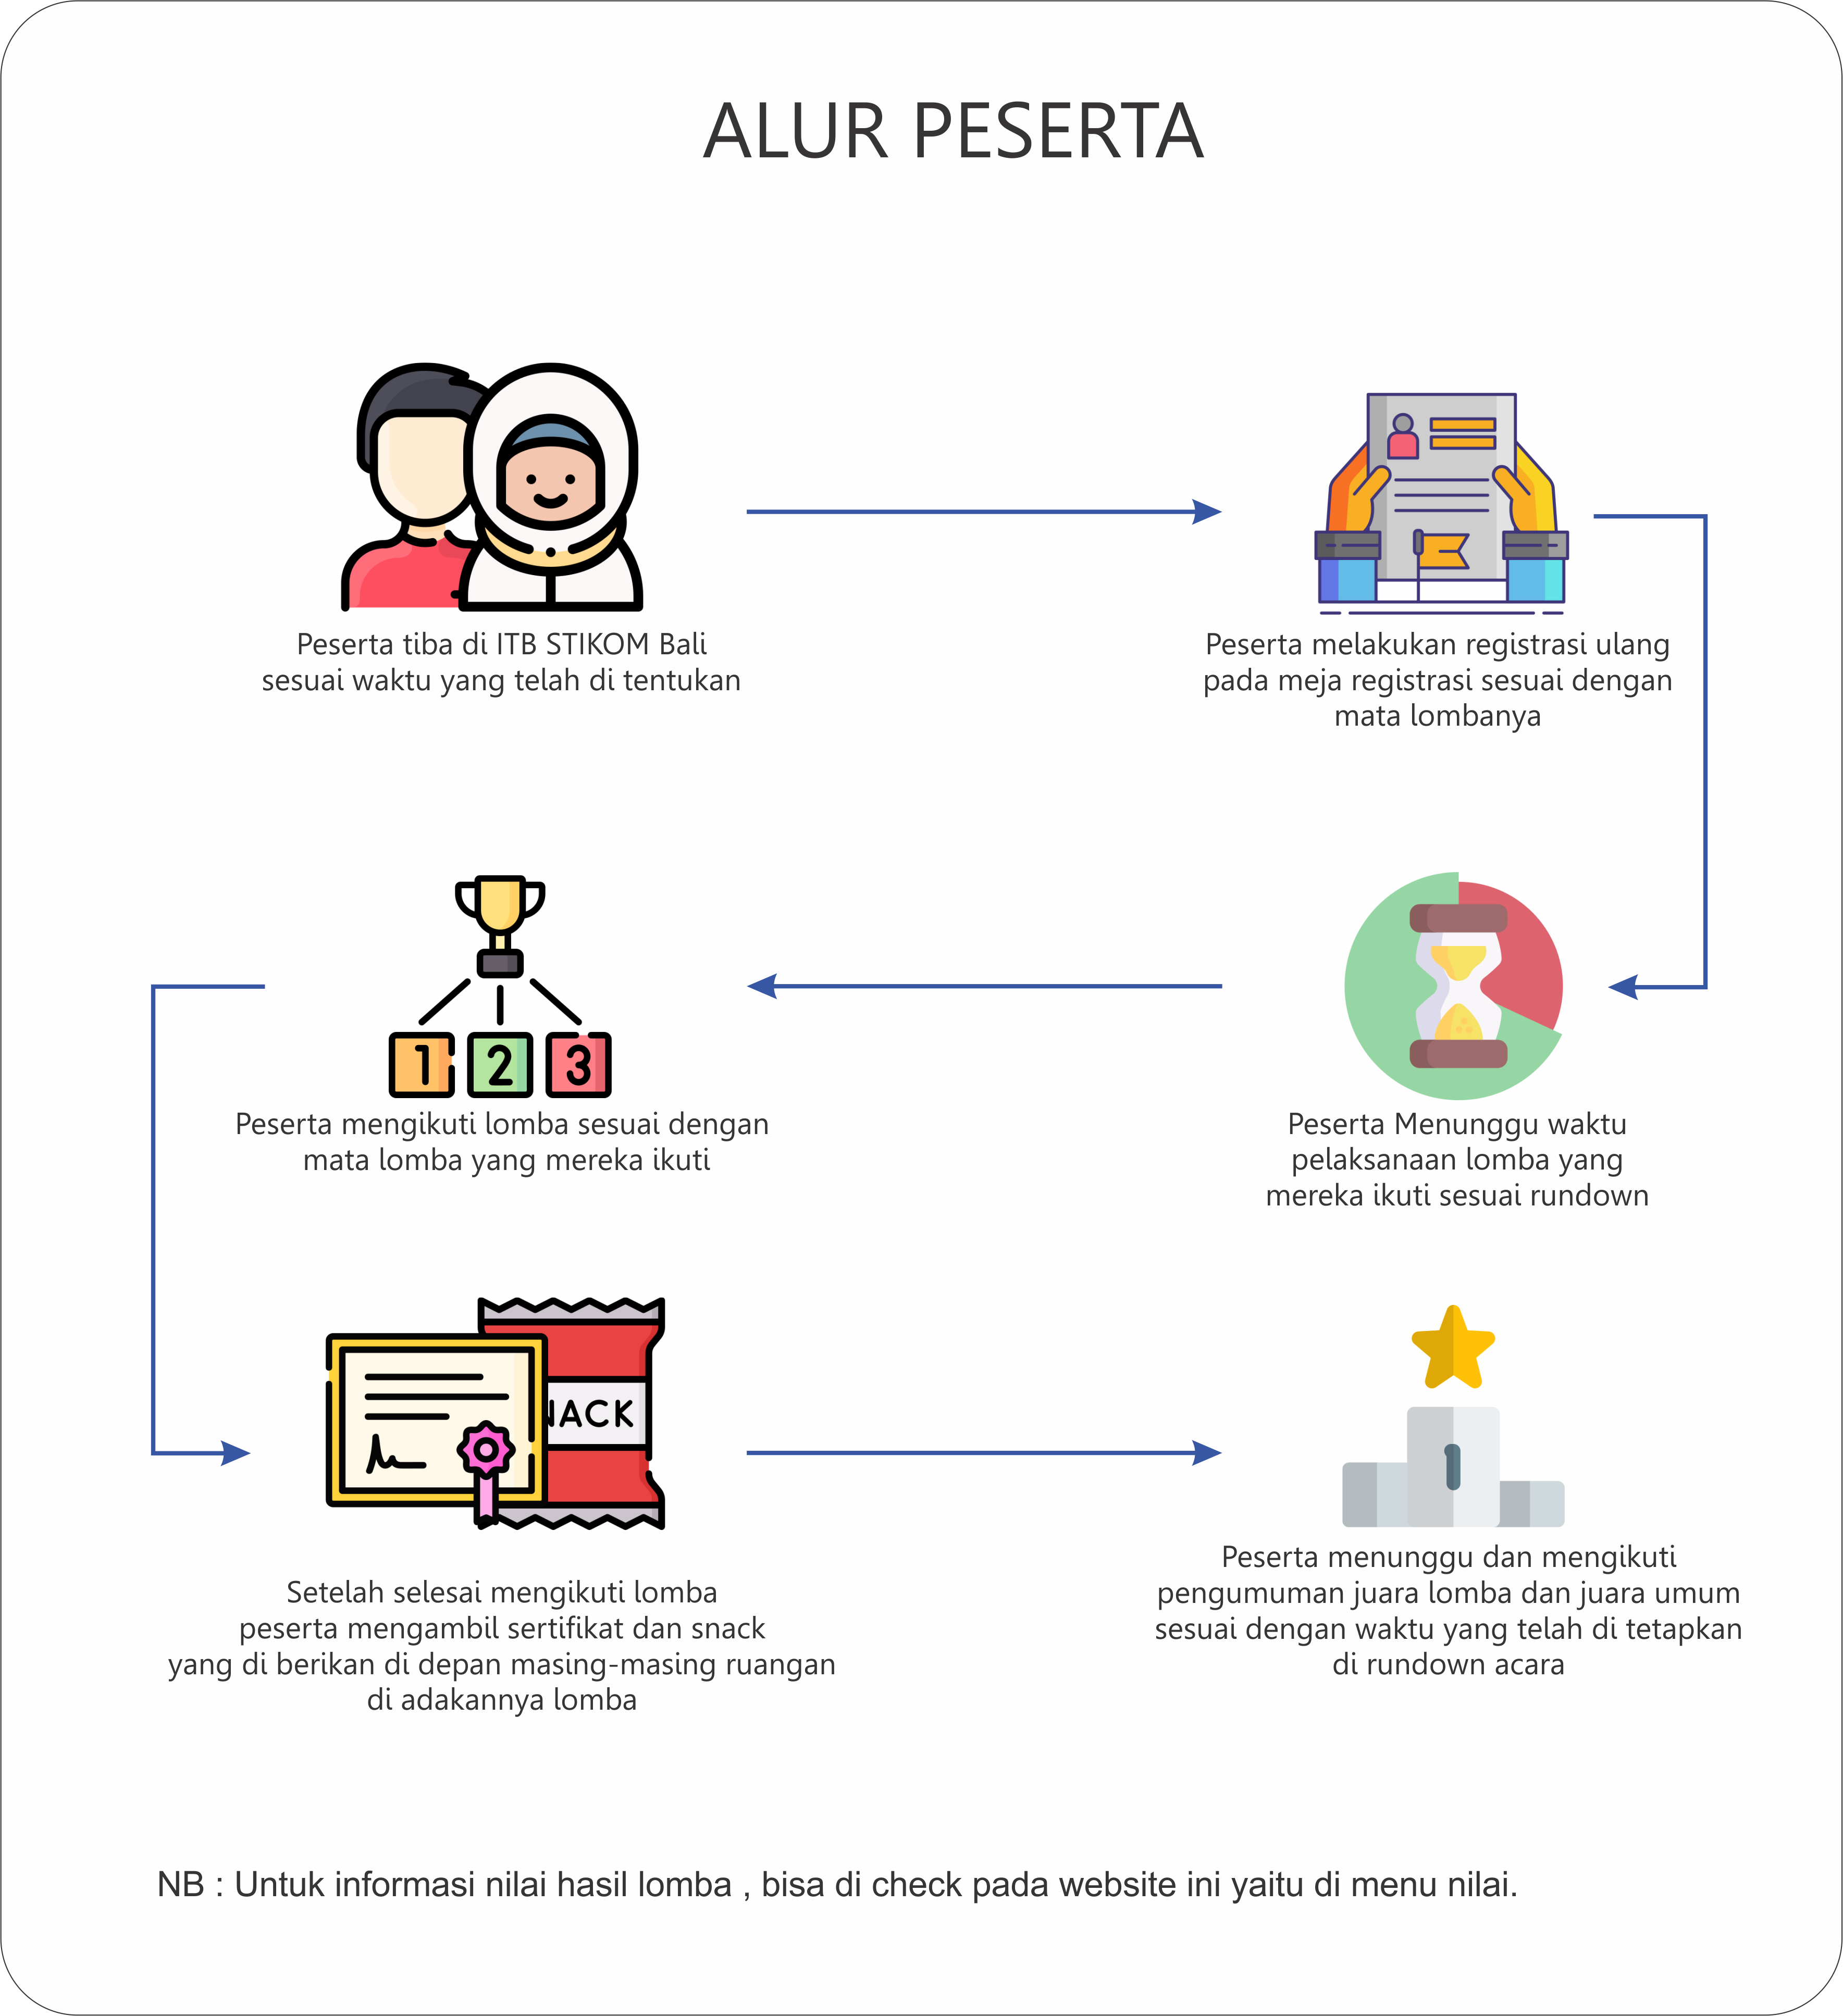 ALUR PESERTA
Peserta tiba di ITB STIKOM Bali
sesuai waktu yang telah di tentukan
Peserta melakukan registrasi ulang
pada meja registrasi sesuai dengan
mata lombanya
Peserta Menunggu waktu
pelaksanaan lomba yang
mereka ikuti sesuai rundown
1 2 3
Peserta mengikuti lomba sesuai dengan
mata lomba yang mereka ikuti
NACK
Setelah selesai mengikuti lomba
peserta mengambil sertifikat dan snack
yang di berikan di depan masing-masing ruangan
di adakannya lomba
1
Peserta menunggu dan mengikuti
pengumuman juara lomba dan juara umum
sesuai dengan waktu yang telah di tetapkan
di rundown acara
NB : Untuk informasi nilai hasil lomba , bisa di check pada website ini yaitu di menu nilai.